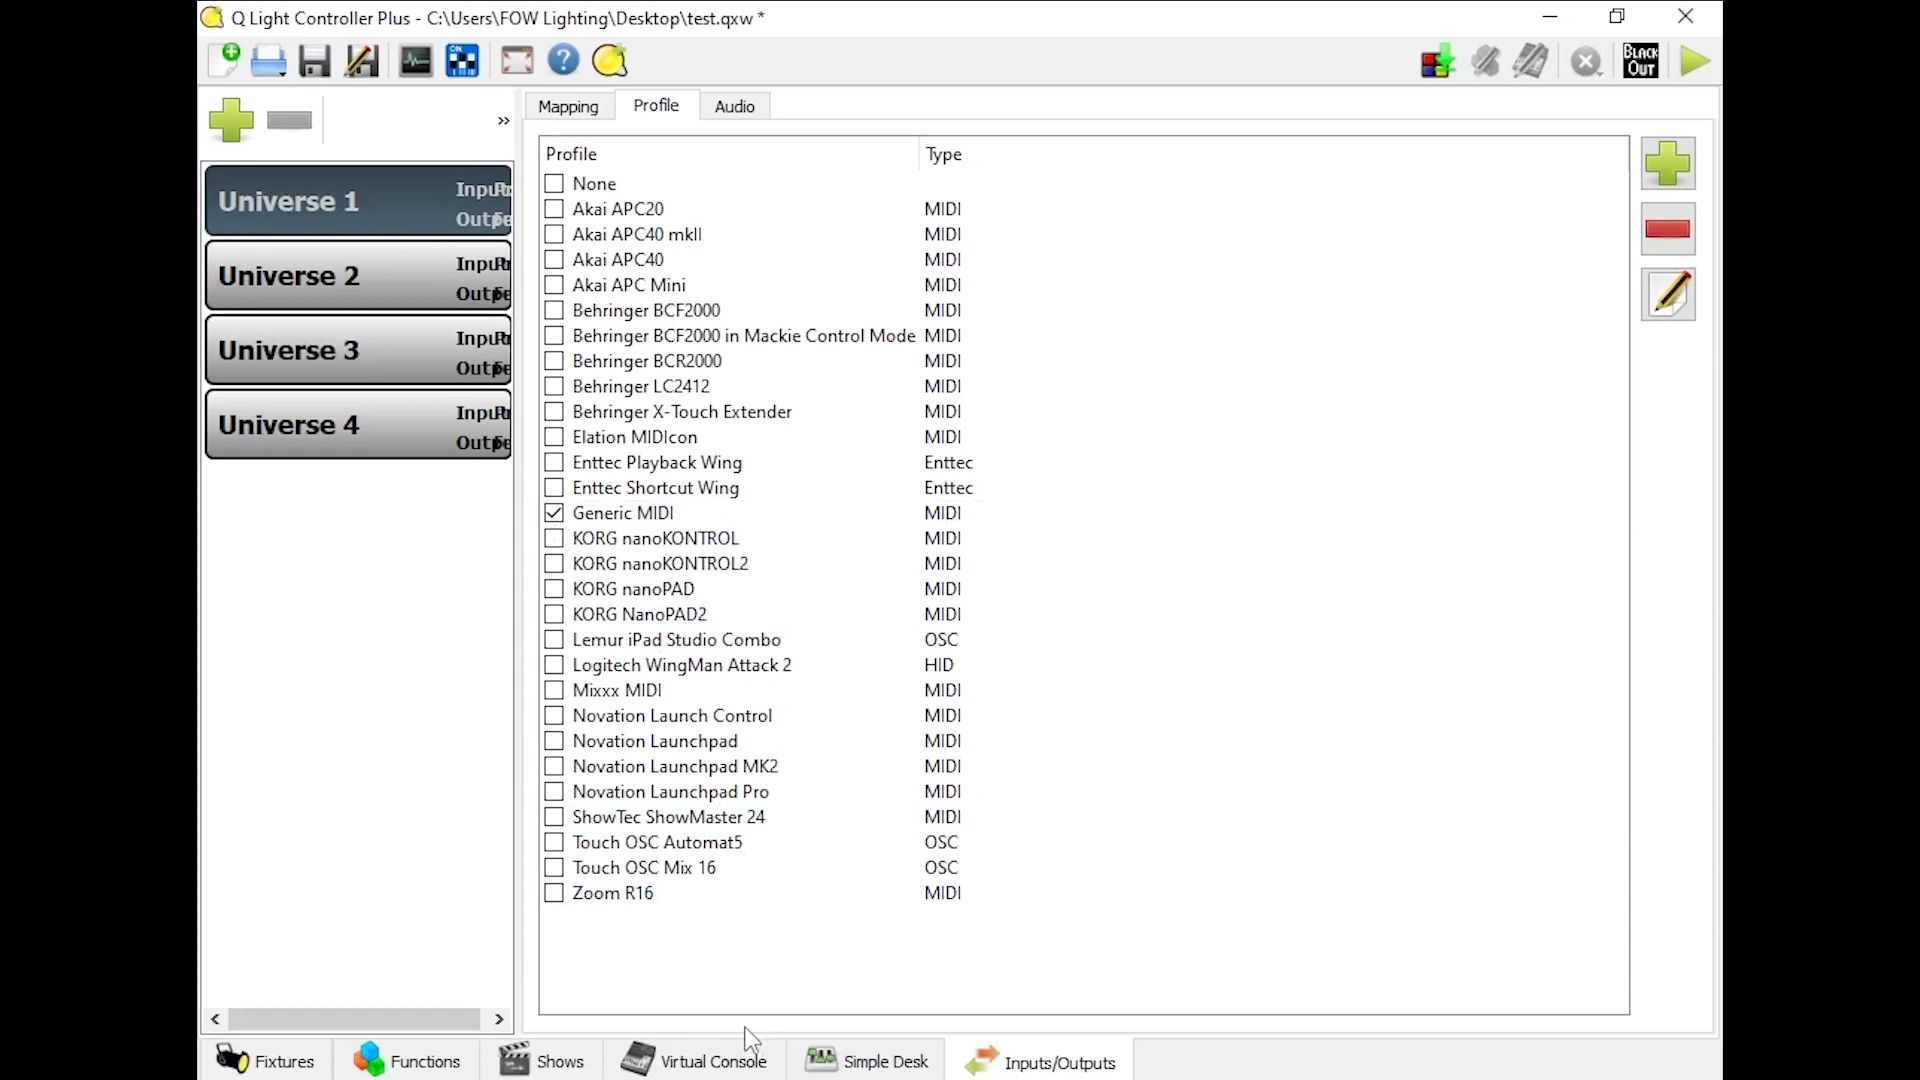 Q Light Controller Plus - C:\Users\FOW Lighting\Desktop\test.qxw *
ON
BLACK OUT
Mapping Profile Audio
Universe 1
Universe 2
Universe 3
Universe 4
Profile Type
None
Akai APC20 MIDI
Akai APC40 mkII MIDI
Akai APC40 MIDI
Akai APC Mini MIDI
Behringer BCF2000 MIDI
Behringer BCF2000 in Mackie Control Mode MIDI
Behringer BCR2000 MIDI
Behringer LC2412 MIDI
Behringer X-Touch Extender MIDI
Elation MIDIcon MIDI
Enttec Playback Wing Enttec
Enttec Shortcut Wing Enttec
Generic MIDI MIDI
KORG nanoKONTROL MIDI
KORG nanoKONTROL2 MIDI
KORG nanoPAD MIDI
KORG NanoPAD2 MIDI
Lemur iPad Studio Combo OSC
Logitech WingMan Attack 2 HID
Mixxx MIDI MIDI
Novation Launch Control MIDI
Novation Launchpad MIDI
Novation Launchpad MK2 MIDI
Novation Launchpad Pro MIDI
ShowTec ShowMaster 24 MIDI
Touch OSC Automat5 OSC
Touch OSC Mix 16 OSC
Zoom R16 MIDI
Fixtures Functions Shows Virtual Console Simple Desk Inputs/Outputs